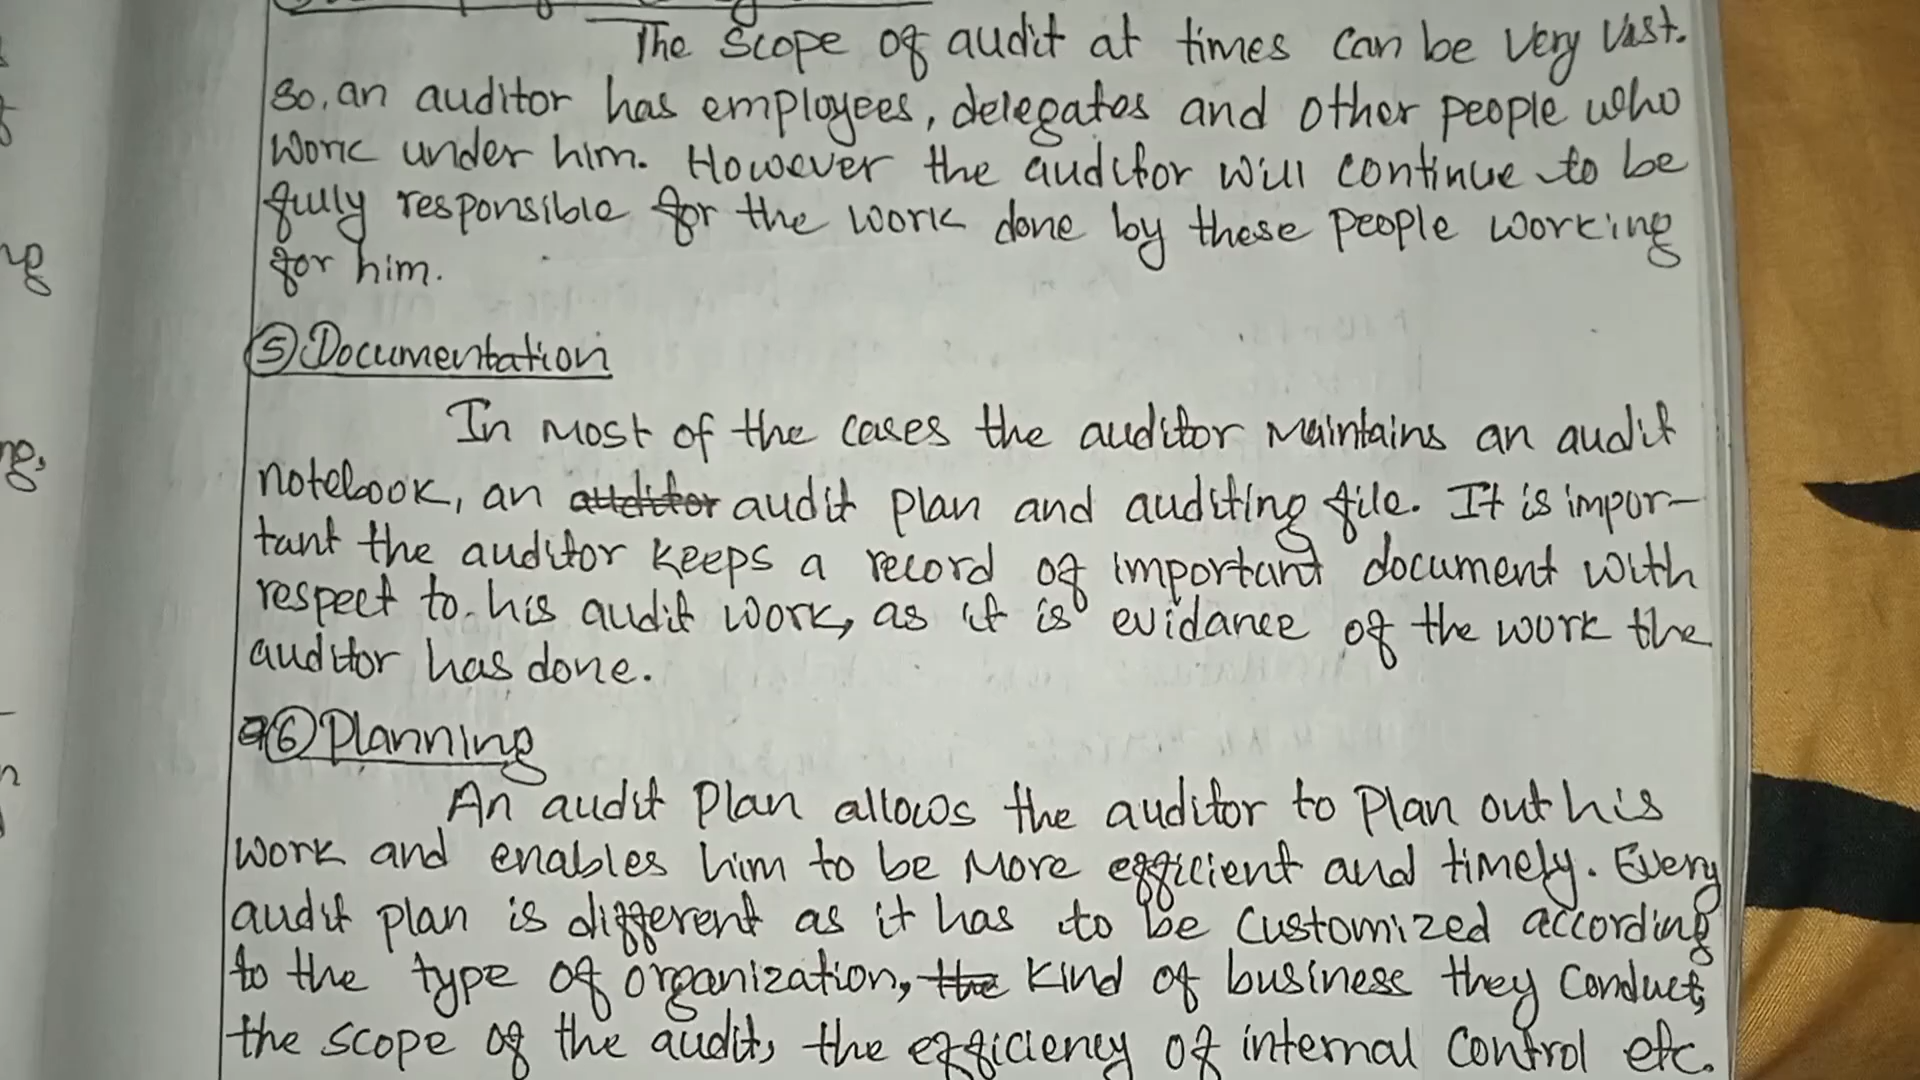 The Scope of audit at times can be very vast.
So, an auditor has employees, delegates and other people who
work under him. However the auditor will continue to be
fully responsible for the work done by these people working
for him.
⑤ Documentation
In most of the cases the auditor maintains an audit
notebook, an auditor audit plan and auditing file. It is impor-
tant the auditor keeps a record of important document with
respect to his audit work, as it is evidance of the work the
auditor has done.
⑥ Planning
An audit plan allows the auditor to plan out his
work and enables him to be more efficient and timely. Every
audit plan is different as it has to be customized according
to the type of organization, the kind of business they conduct,
the scope of the audit, the efficiency of internal control etc.
ng
ng,